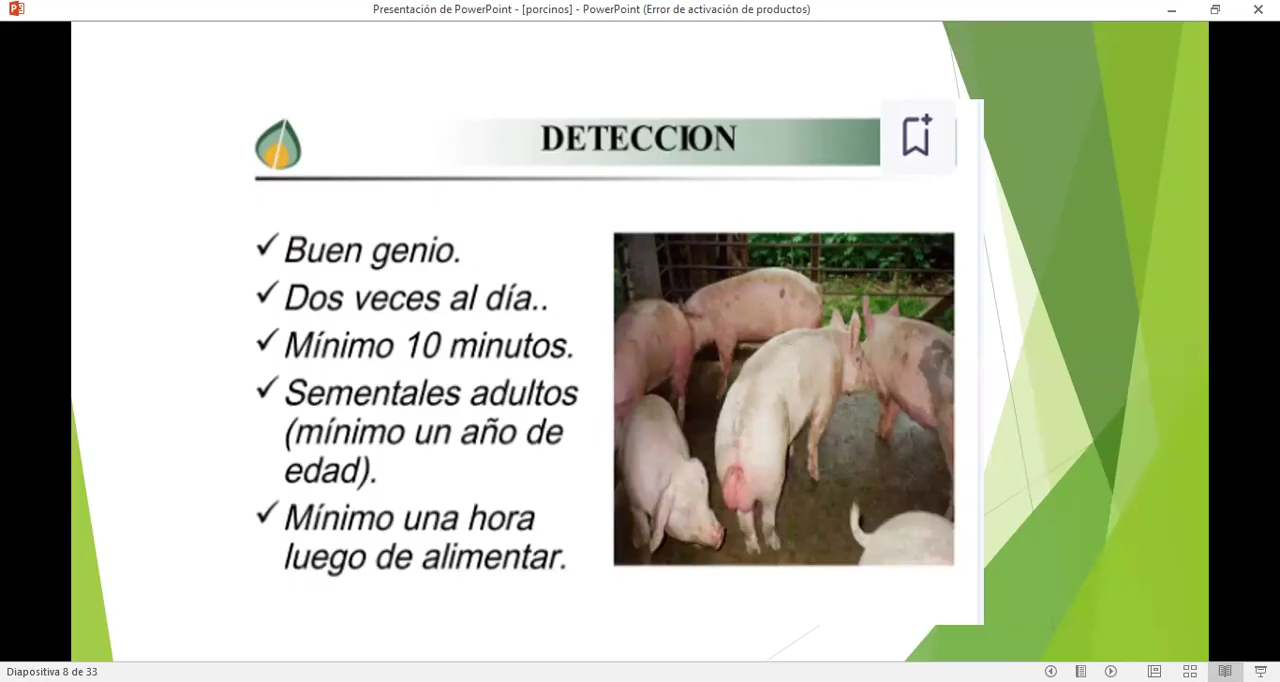 Presentación de PowerPoint - [porcinos] - PowerPoint (Error de activación de productos)
DETECCION
✓ Buen genio.
✓ Dos veces al día..
✓ Mínimo 10 minutos.
✓ Sementales adultos
(mínimo un año de
edad).
✓ Mínimo una hora
luego de alimentar.
Diapositiva 8 de 33